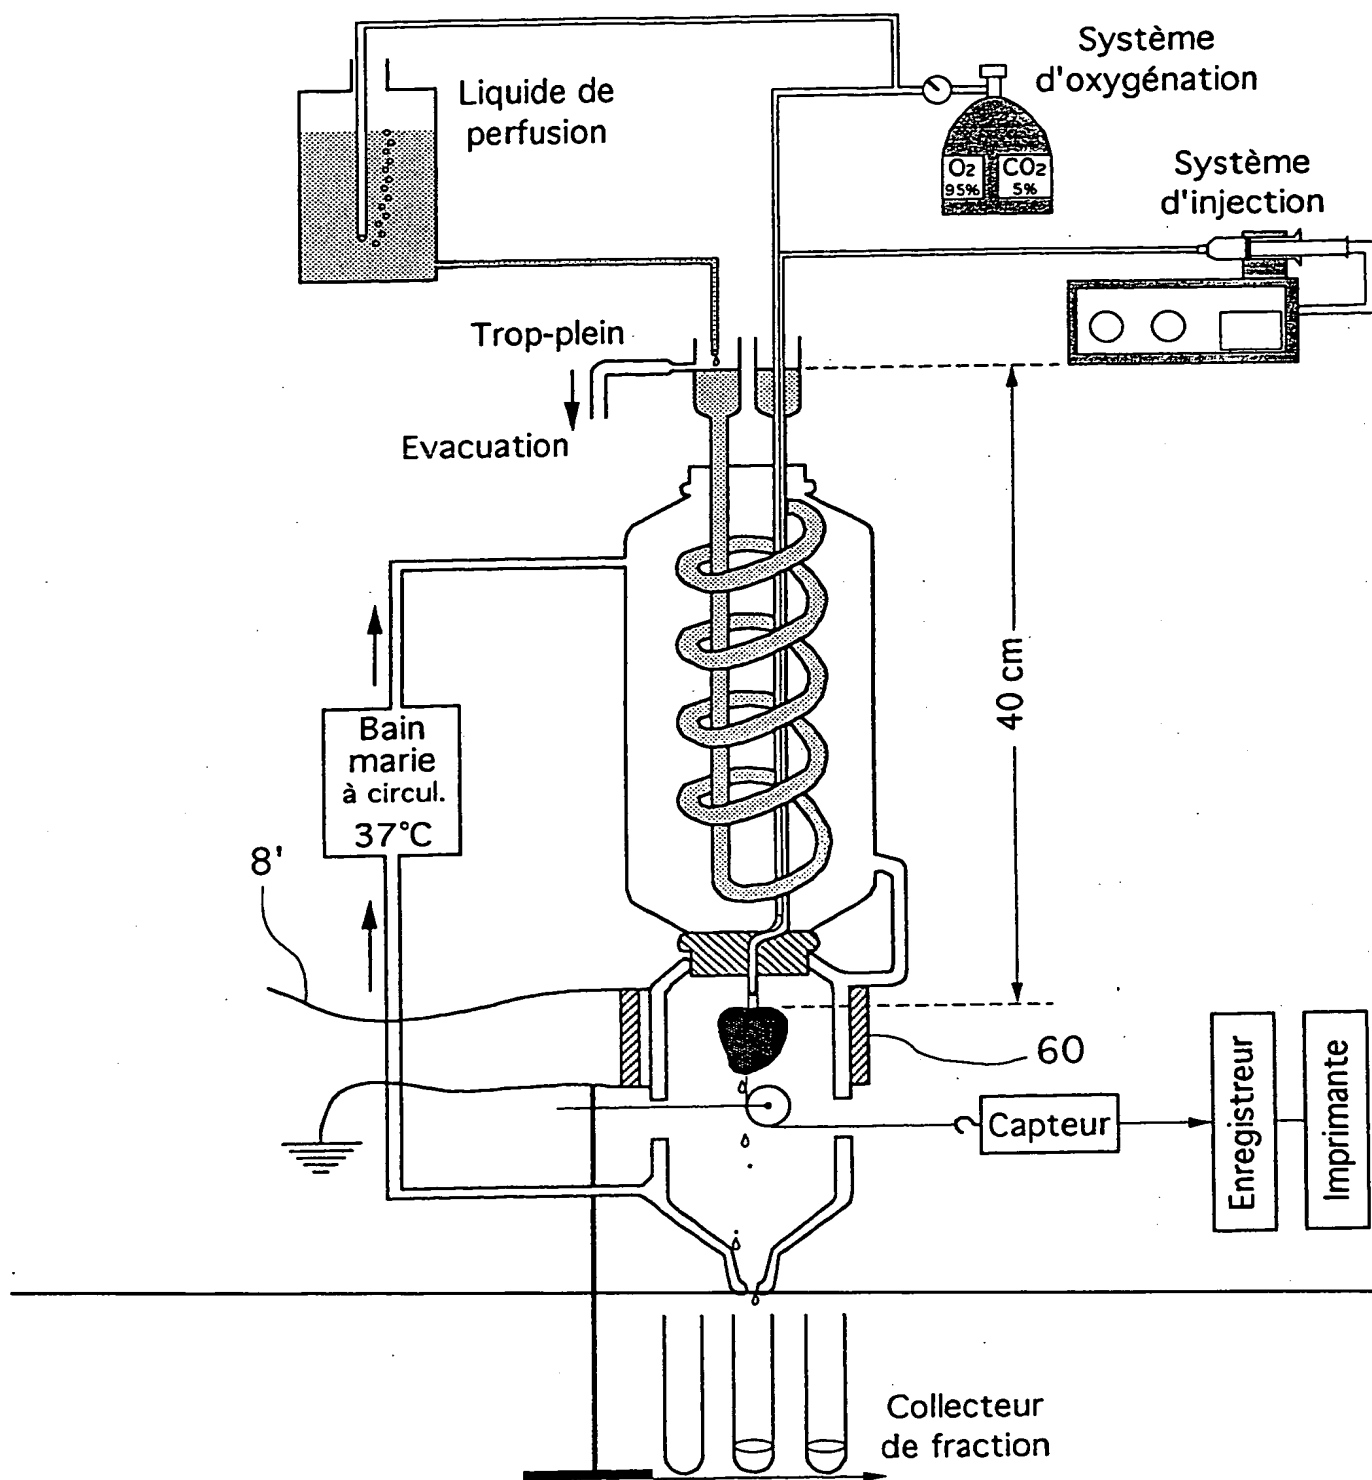 Système
d'oxygénation
Liquide de
perfusion
O2
95%
CO2
5%
Système
d'injection
Trop-plein
Evacuation
40 cm
Bain
marie
à circul.
37°C
8'
60
Capteur
Enregistreur
Imprimante
Collecteur
de fraction